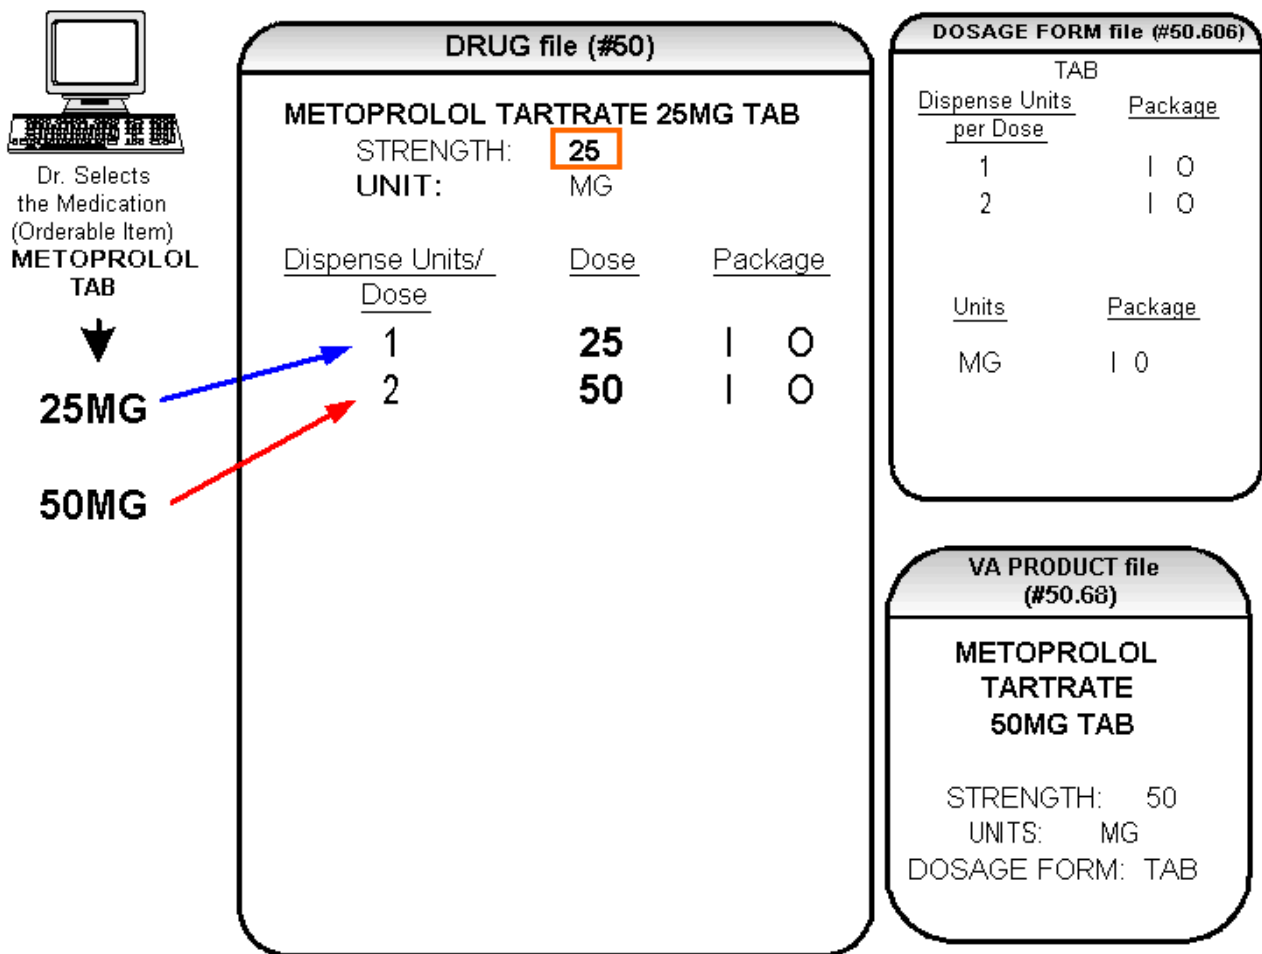 Dr. Selects
the Medication
(Orderable Item)
METOPROLOL
TAB
25MG
50MG
DRUG file (#50)
METOPROLOL TARTRATE 25MG TAB
STRENGTH: 25
UNIT: MG
Dispense Units/ Dose Package
Dose
1 25 I O
2 50 I O
DOSAGE FORM file (#50.606)
TAB
Dispense Units Package
per Dose
1 I O
2 I O
Units Package
MG I 0
VA PRODUCT file
(#50.68)
METOPROLOL
TARTRATE
50MG TAB
STRENGTH: 50
UNITS: MG
DOSAGE FORM: TAB